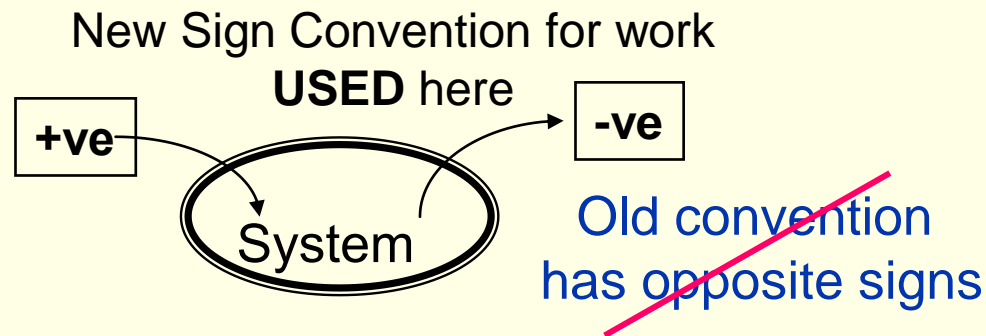 New Sign Convention for work
USED here
+ve
-ve
System
Old convention
has opposite signs